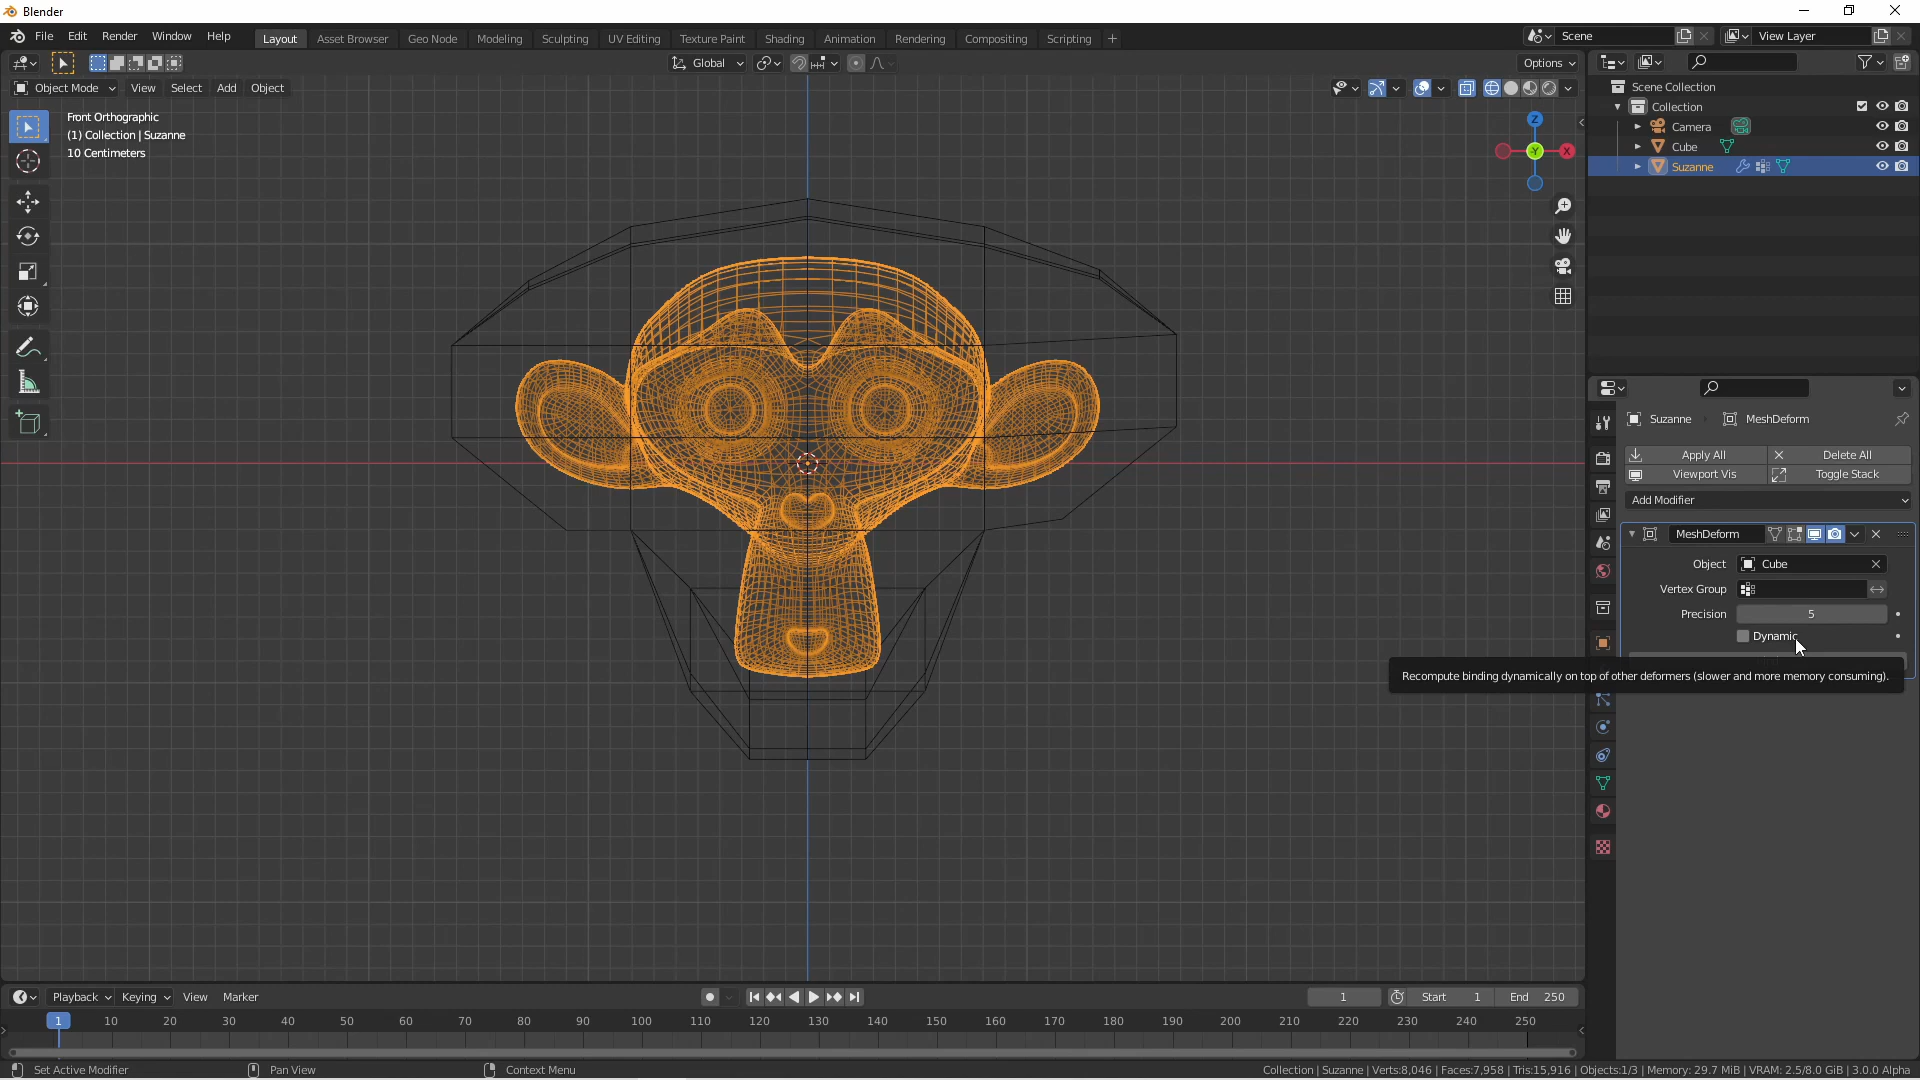 Blender
File Edit Render Window Help
Layout Asset Browser Geo Node Modeling Sculpting UV Editing Texture Paint Shading Animation Rendering Compositing Scripting +
Scene View Layer
Global Options
Object Mode View Select Add Object
Front Orthographic
(1) Collection | Suzanne
10 Centimeters
Z
-Y
X
Scene Collection
Collection
Camera
Cube
Suzanne
Suzanne MeshDeform
Apply All Delete All
Viewport Vis Toggle Stack
Add Modifier
MeshDeform
Object Cube
Vertex Group
Precision 5
Dynamic
Recompute binding dynamically on top of other deformers (slower and more memory consuming).
Playback Keying View Marker 1 Start 1 End 250
1 10 20 30 40 50 60 70 80 90 100 110 120 130 140 150 160 170 180 190 200 210 220 230 240 250
Set Active Modifier Pan View Context Menu Collection | Suzanne | Verts:8,046 | Faces:7,958 | Tris:15,916 | Objects:1/3 | Memory: 29.7 MiB | VRAM: 2.5/8.0 GiB | 3.0.0 Alpha